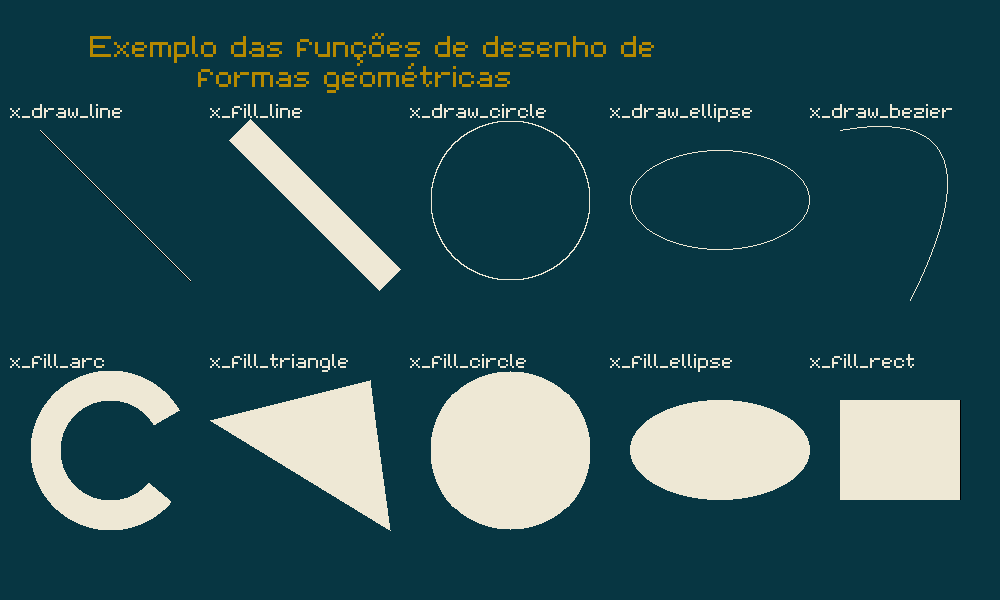 Exemplo das funções de desenho de
formas geométricas
x_draw_line
x_fill_line
x_draw_circle
x_draw_ellipse
x_draw_bezier
x_fill_arc
x_fill_triangle
x_fill_circle
x_fill_ellipse
x_fill_rect